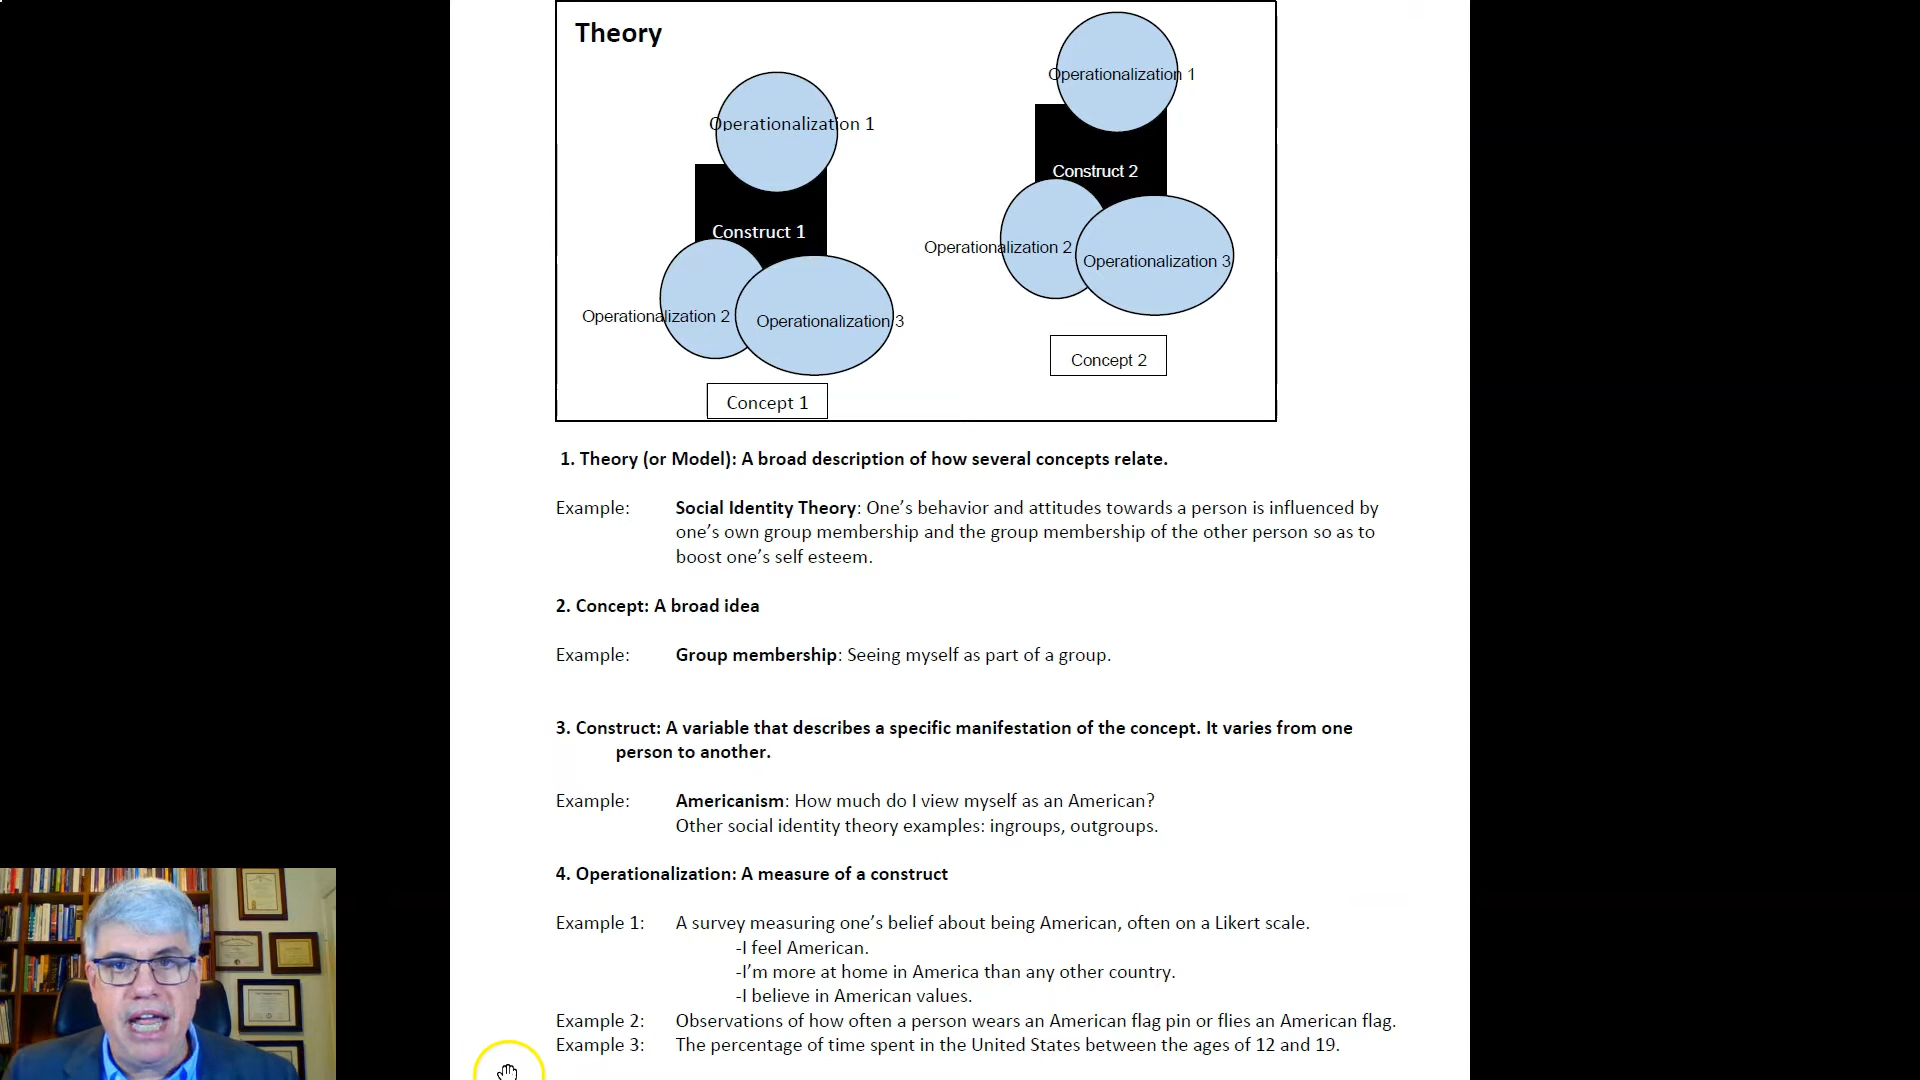 Theory
Operationalization 1
Operationalization 1
Construct 2
Construct 1
Operationalization 2
Operationalization 3
Operationalization 2
Operationalization 3
Concept 2
Concept 1
1. Theory (or Model): A broad description of how several concepts relate.
Example: Social Identity Theory: One’s behavior and attitudes towards a person is influenced by
one’s own group membership and the group membership of the other person so as to
boost one’s self esteem.
2. Concept: A broad idea
Example: Group membership: Seeing myself as part of a group.
3. Construct: A variable that describes a specific manifestation of the concept. It varies from one
person to another.
Example: Americanism: How much do I view myself as an American?
Other social identity theory examples: ingroups, outgroups.
4. Operationalization: A measure of a construct
Example 1: A survey measuring one’s belief about being American, often on a Likert scale.
-I feel American.
-I’m more at home in America than any other country.
-I believe in American values.
Example 2: Observations of how often a person wears an American flag pin or flies an American flag.
Example 3: The percentage of time spent in the United States between the ages of 12 and 19.